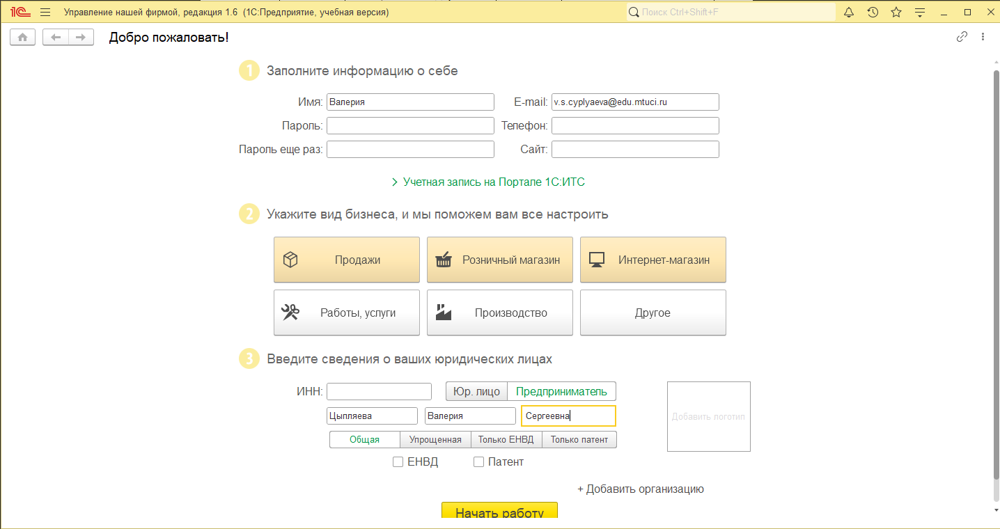 1С Управление нашей фирмой, редакция 1.6 (1С:Предприятие, учебная версия) Поиск Ctrl+Shift+F
Добро пожаловать!
1 Заполните информацию о себе
Имя: Валерия E-mail: v.s.cyplyaeva@edu.mtuci.ru
Пароль: Телефон:
Пароль еще раз: Сайт:
Учетная запись на Портале 1С:ИТС
2 Укажите вид бизнеса, и мы поможем вам все настроить
Продажи Розничный магазин Интернет-магазин
Работы, услуги Производство Другое
3 Введите сведения о ваших юридических лицах
ИНН: Юр. лицо Предприниматель
Цыпляева Валерия Сергеевна
Добавить логотип
Общая Упрощенная Только ЕНВД Только патент
ЕНВД Патент
+ Добавить организацию
Начать работу